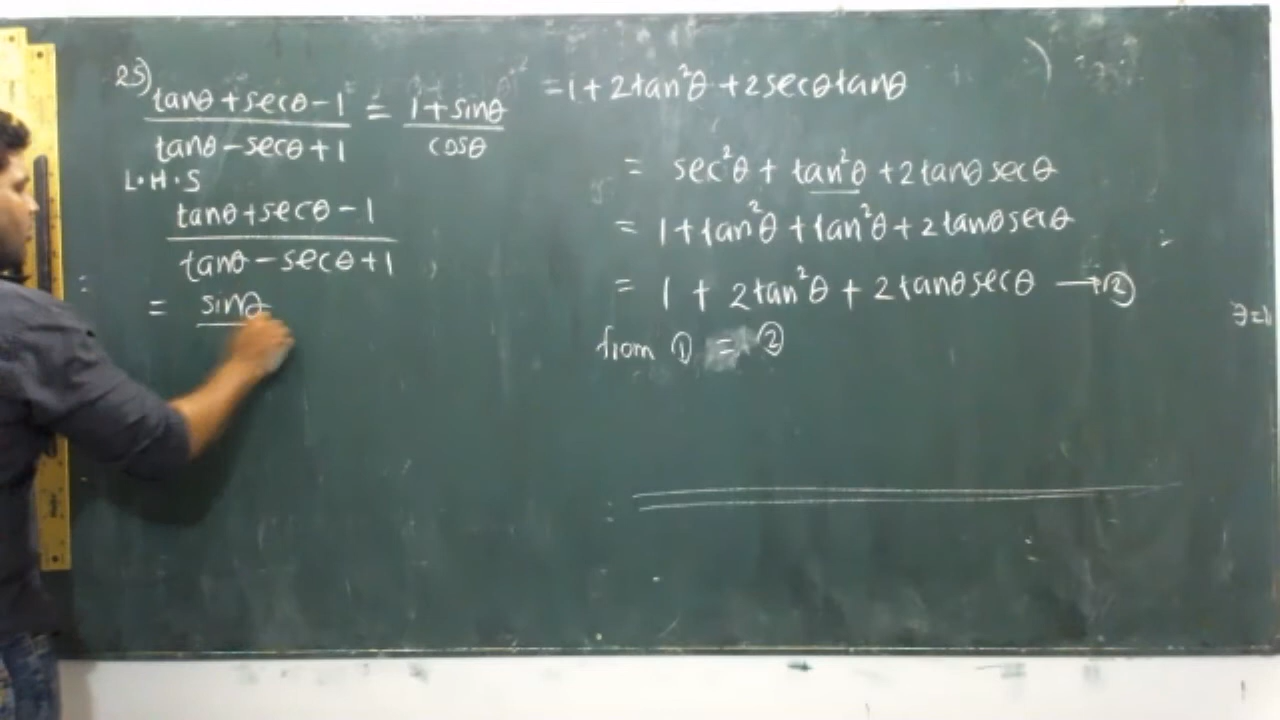 25) tanθ + secθ - 1 / tanθ - secθ + 1 = 1 + sinθ / cosθ
L.H.S
tanθ + secθ - 1 / tanθ - secθ + 1
= sinθ
= 1 + 2tan²θ + 2secθtanθ
= sec²θ + tan²θ + 2tanθ secθ
= 1 + tan²θ + tan²θ + 2tanθsecθ
= 1 + 2tan²θ + 2tanθsecθ → ②
from ① = ②